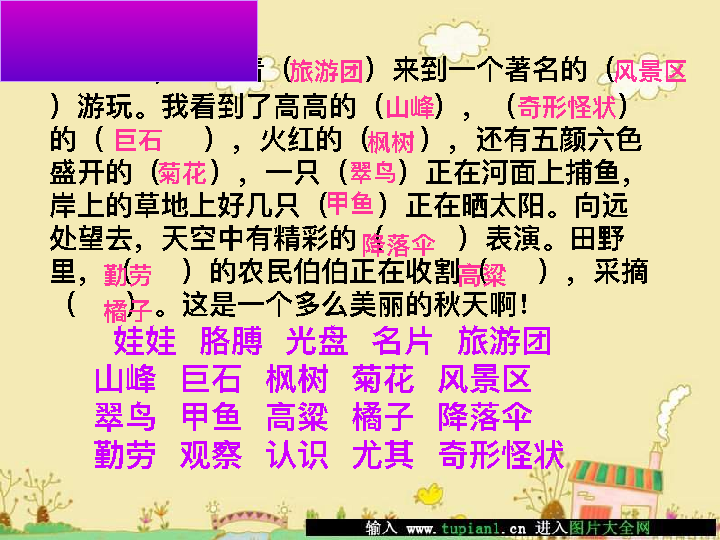 （旅游团）来到一个著名的（风景区
）游玩。我看到了高高的（山峰），（奇形怪状）
的（巨石），火红的（枫树），还有五颜六色
盛开的（菊花），一只（翠鸟）正在河面上捕鱼，
岸上的草地上好几只（甲鱼）正在晒太阳。向远
处望去，天空中有精彩的（降落伞）表演。田野
里，（勤劳）的农民伯伯正在收割（高粱），采摘
（橘子）。这是一个多么美丽的秋天啊！
娃娃 胳膊 光盘 名片 旅游团
山峰 巨石 枫树 菊花 风景区
翠鸟 甲鱼 高粱 橘子 降落伞
勤劳 观察 认识 尤其 奇形怪状
输入 www.tupian1.cn 进入图片大全网